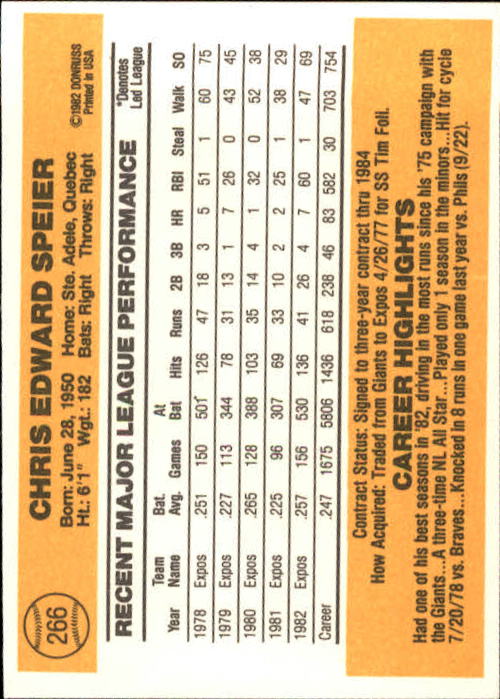 266
CHRIS EDWARD SPEIER
Born: June 28, 1950 Home: Ste. Adele, Quebec
Ht.: 6'1" Wgt.: 182 Bats: Right Throws: Right
©1982 DONRUSS
Printed in USA
RECENT MAJOR LEAGUE PERFORMANCE
*Denotes
Led League
Team Bat. At
Year Name Avg. Games Bat Hits Runs 2B 3B HR RBI Steal Walk SO
1978 Expos .251 150 501 126 47 18 3 5 51 1 60 75
1979 Expos .227 113 344 78 31 13 1 7 26 0 43 45
1980 Expos .265 128 388 103 35 14 4 1 32 0 52 38
1981 Expos .225 96 307 69 33 10 2 2 25 1 38 29
1982 Expos .257 156 530 136 41 26 4 7 60 1 47 69
Career .247 1675 5806 1436 618 238 46 83 582 30 703 754
Contract Status: Signed to three-year contract thru 1984
How Acquired: Traded from Giants to Expos 4/26/77 for SS Tim Foli.
CAREER HIGHLIGHTS
Had one of his best seasons in '82, driving in the most runs since his '75 campaign with
the Giants...A three-time NL All Star...Played only 1 season in the minors...Hit for cycle
7/20/78 vs. Braves...Knocked in 8 runs in one game last year vs. Phils (9/22).